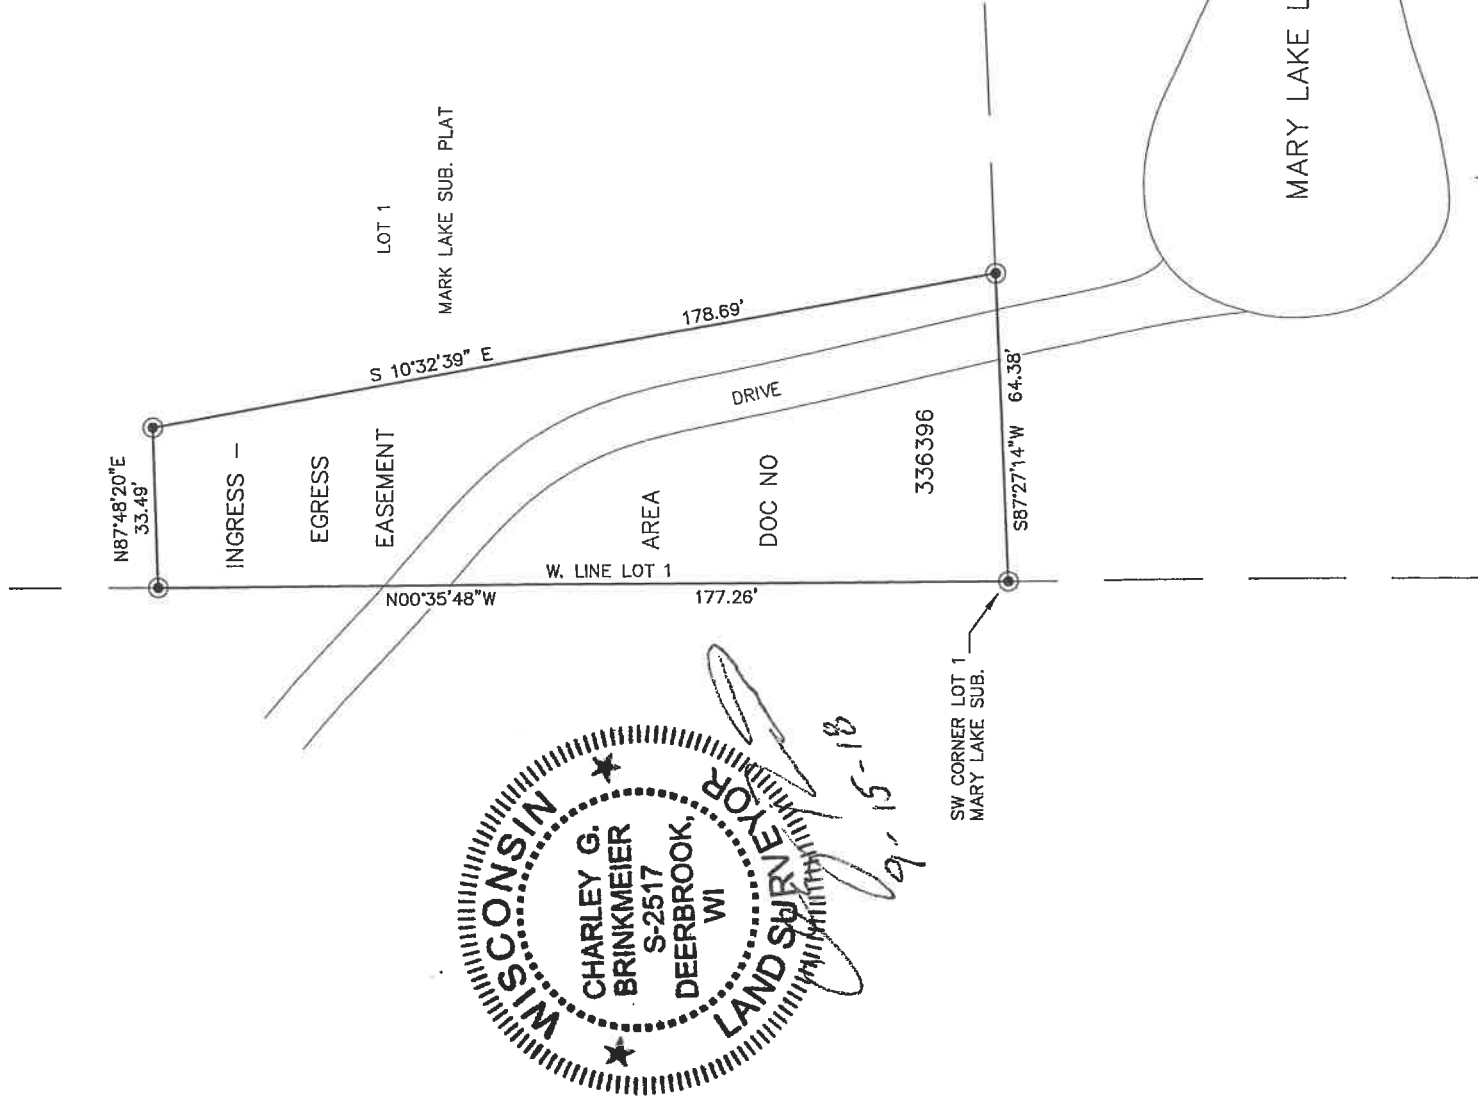 N87°48'20"E
33.49'
INGRESS –
EGRESS
EASEMENT
LOT 1
MARK LAKE SUB. PLAT
S 10°32'39" E
178.69'
DRIVE
AREA
DOC NO
336396
W. LINE LOT 1
N00°35'48"W
177.26'
S87°27'14"W 64.38'
SW CORNER LOT 1
MARY LAKE SUB.
MARY LAKE L
WISCONSIN
CHARLEY G.
BRINKMEIER
S-2517
DEERBROOK,
WI
LAND SURVEYOR
9-15-18